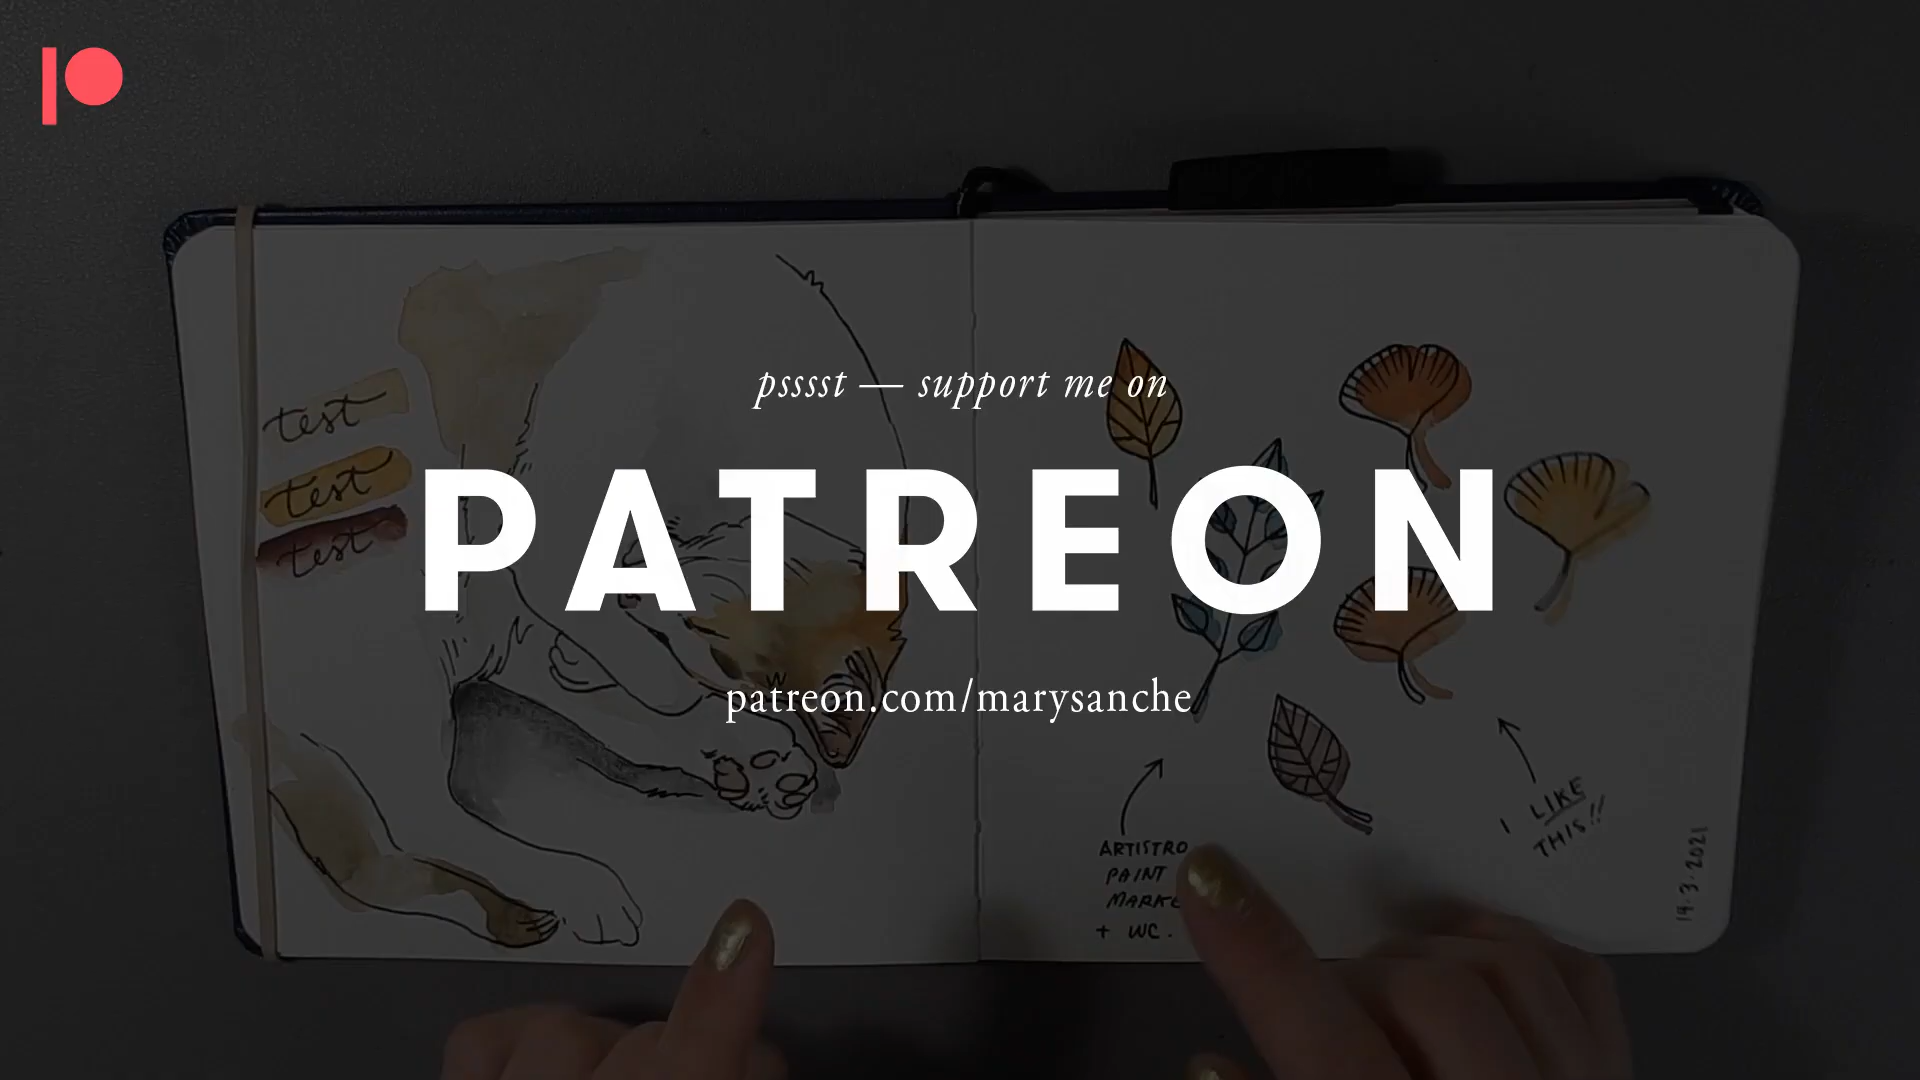 psssst — support me on
PATREON
patreon.com/marysanche
test
test
test
ARTISTRO
PAINT
+ WC.
I LIKE
THIS!!
19.3.2021